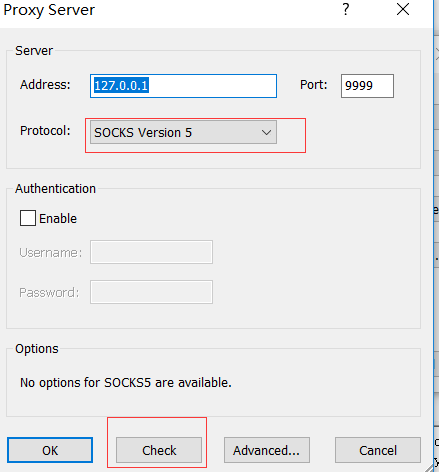 Proxy Server
Server
Address: 127.0.0.1 Port: 9999
Protocol: SOCKS Version 5
Authentication
Enable
Username:
Password:
Options
No options for SOCKS5 are available.
OK Check Advanced... Cancel